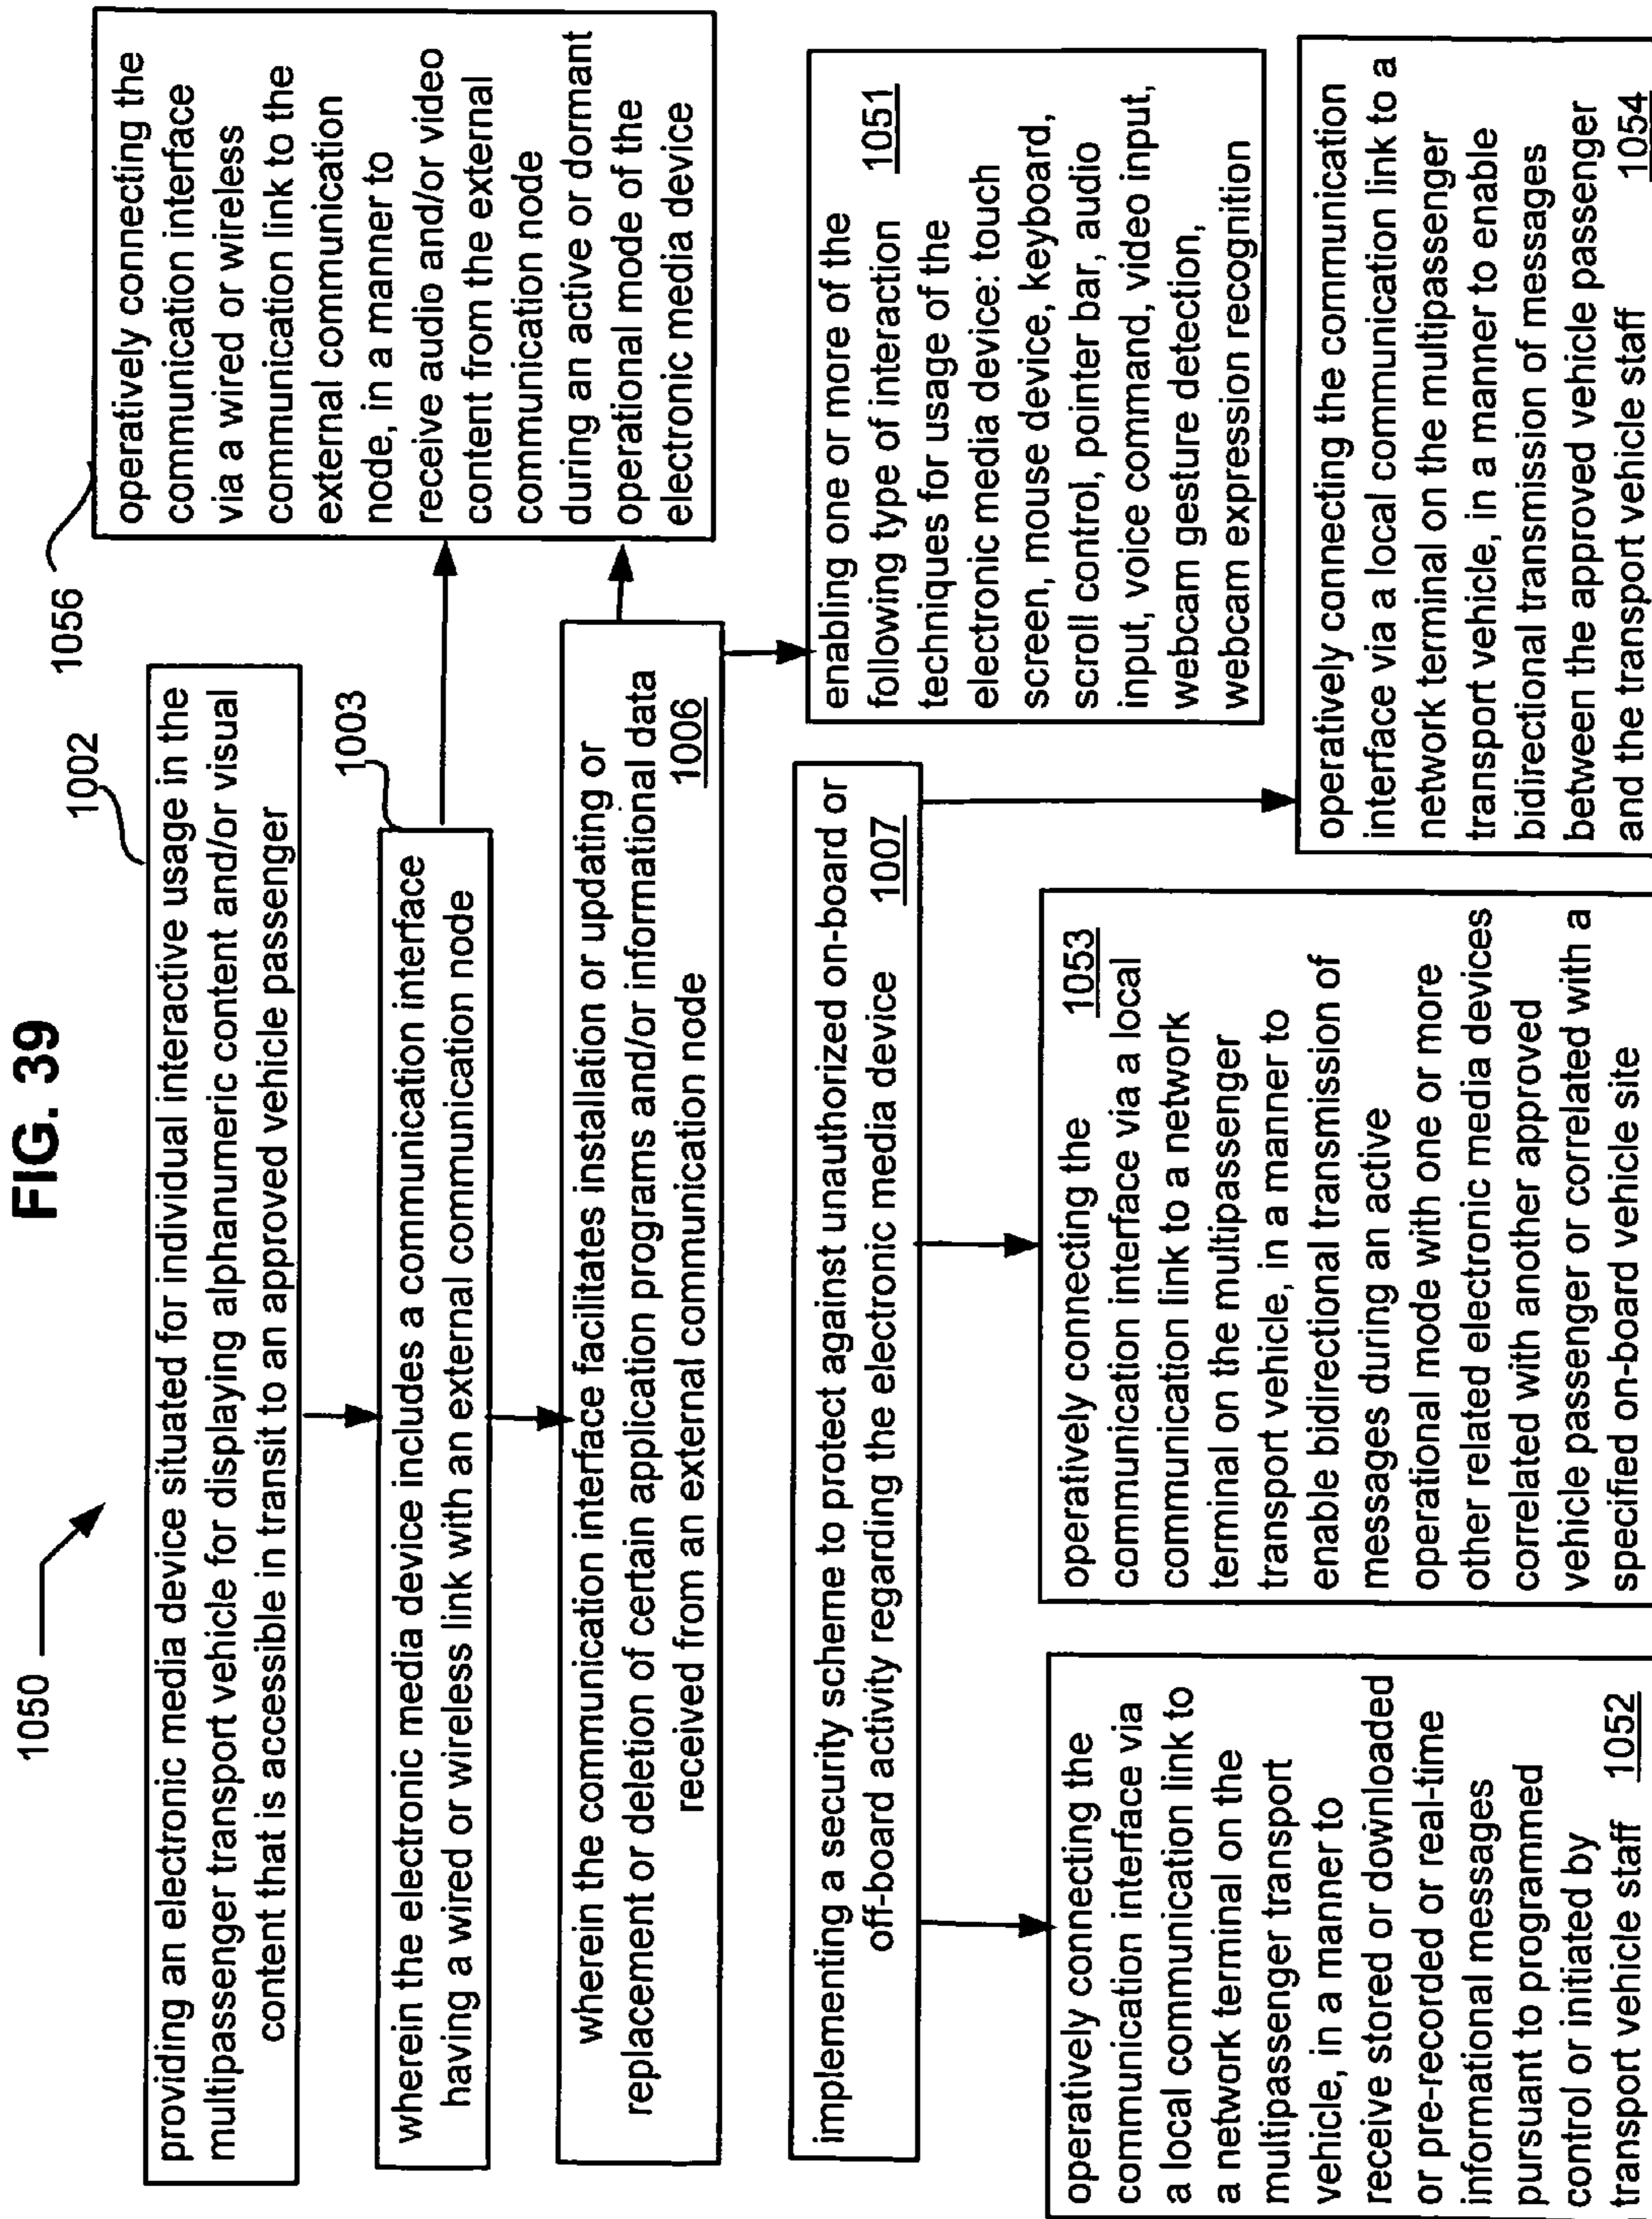 FIG. 39
1050
1002
providing an electronic media device situated for individual interactive usage in the
multipassenger transport vehicle for displaying alphanumeric content and/or visual
content that is accessible in transit to an approved vehicle passenger
1056
operatively connecting the
communication interface
via a wired or wireless
communication link to the
external communication
node, in a manner to
receive audio and/or video
content from the external
communication node
during an active or dormant
operational mode of the
electronic media device
1003
wherein the electronic media device includes a communication interface
having a wired or wireless link with an external communication node
wherein the communication interface facilitates installation or updating or
replacement or deletion of certain application programs and/or informational data
received from an external communication node 1006
enabling one or more of the
following type of interaction 1051
techniques for usage of the
electronic media device: touch
screen, mouse device, keyboard,
scroll control, pointer bar, audio
input, voice command, video input,
webcam gesture detection,
webcam expression recognition
implementing a security scheme to protect against unauthorized on-board or
off-board activity regarding the electronic media device 1007
operatively connecting the
communication interface via
a local communication link to
a network terminal on the
multipassenger transport
vehicle, in a manner to
receive stored or downloaded
or pre-recorded or real-time
informational messages
pursuant to programmed
control or initiated by
transport vehicle staff 1052
operatively connecting the 1053
communication interface via a local
communication link to a network
terminal on the multipassenger
transport vehicle, in a manner to
enable bidirectional transmission of
messages during an active
operational mode with one or more
other related electronic media devices
correlated with another approved
vehicle passenger or correlated with a
specified on-board vehicle site
operatively connecting the communication
interface via a local communication link to a
network terminal on the multipassenger
transport vehicle, in a manner to enable
bidirectional transmission of messages
between the approved vehicle passenger
and the transport vehicle staff 1054